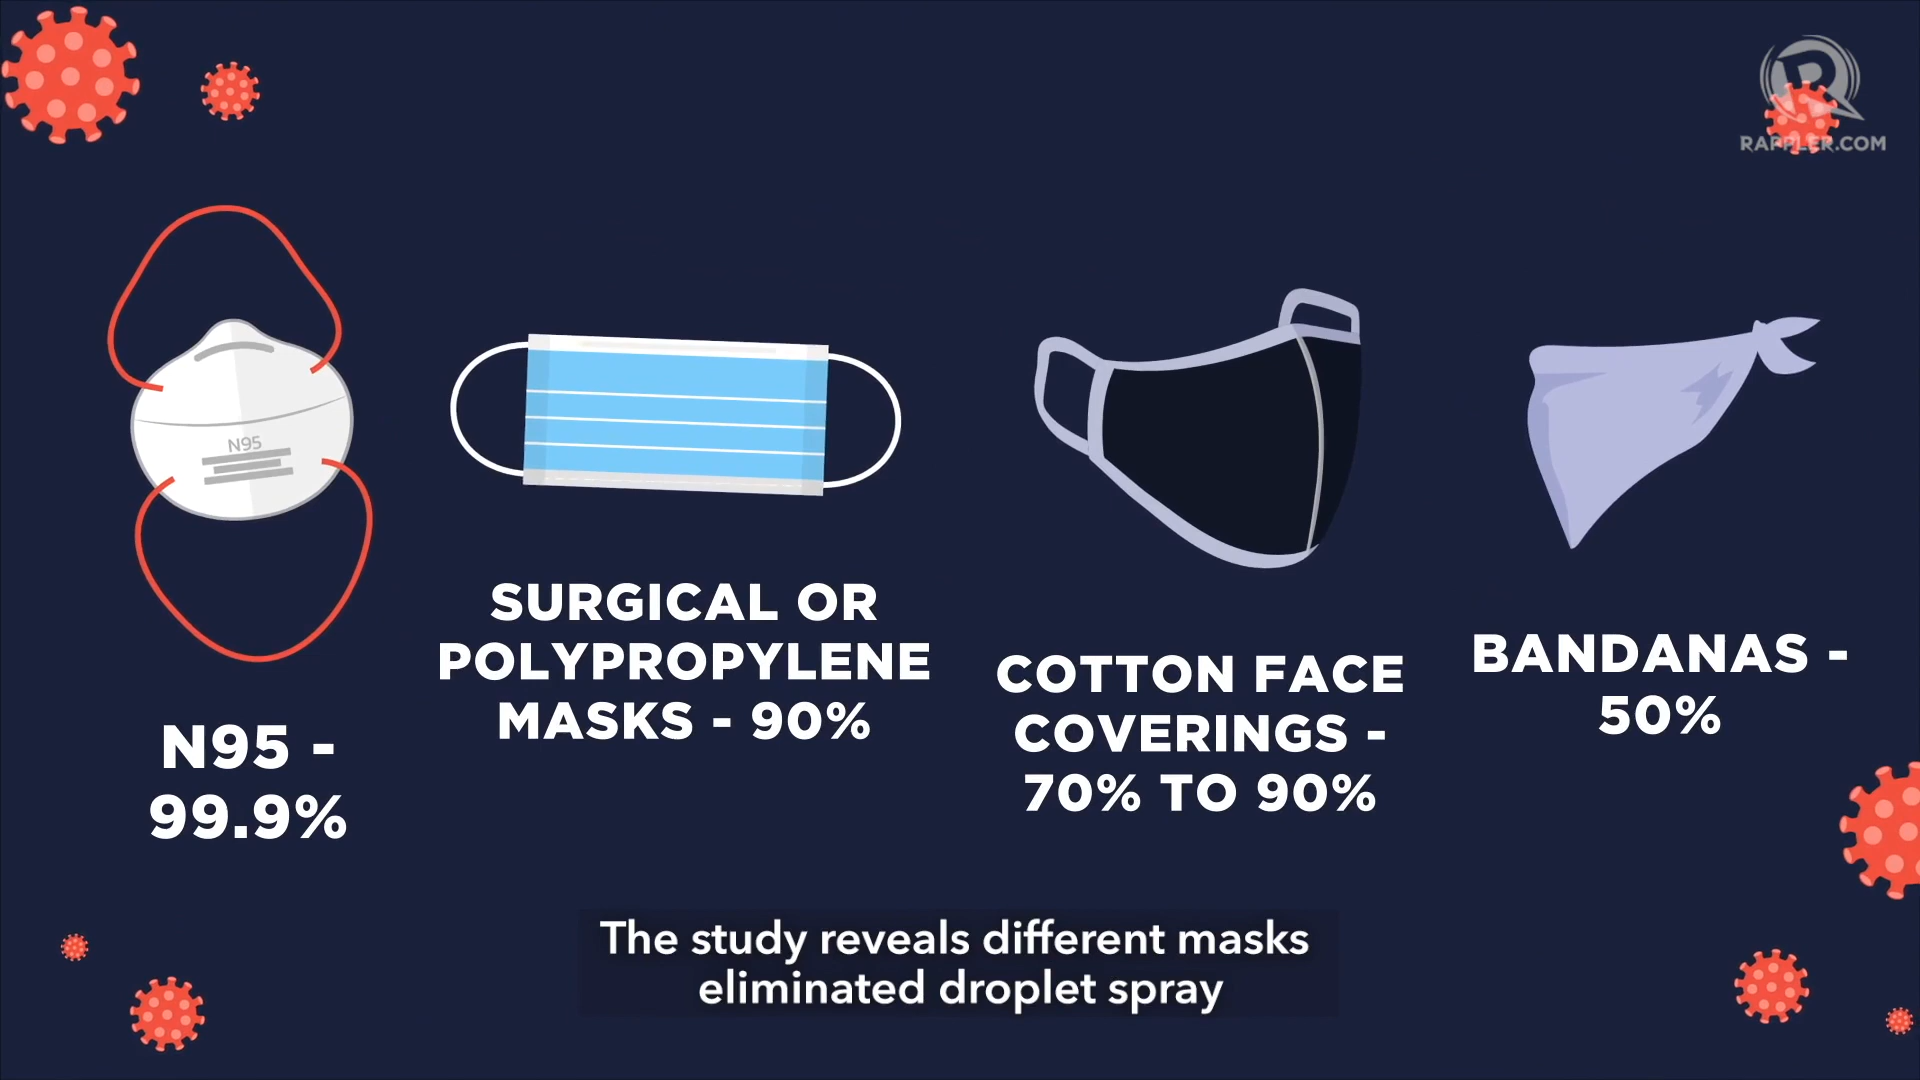 RAPPLER.COM
N95
SURGICAL OR
POLYPROPYLENE
MASKS - 90%
COTTON FACE
COVERINGS -
70% TO 90%
BANDANAS -
50%
N95 -
99.9%
The study reveals different masks
eliminated droplet spray